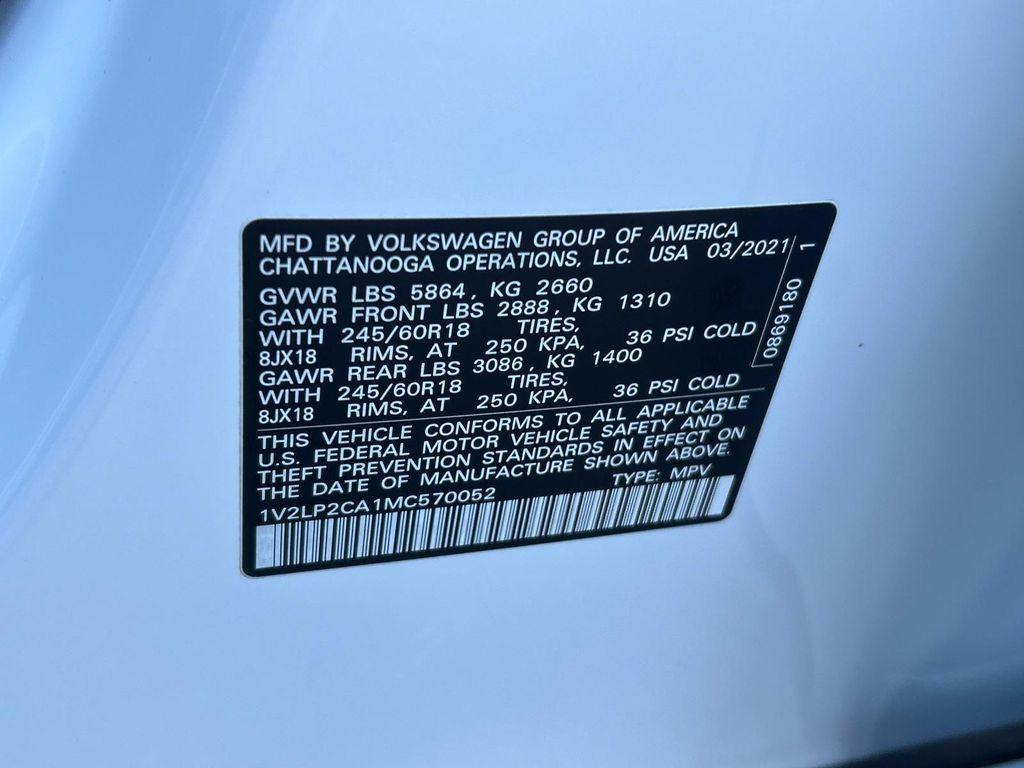 MFD BY VOLKSWAGEN GROUP OF AMERICA
CHATTANOOGA OPERATIONS, LLC. USA 03/2021
GVWR LBS 5864, KG 2660
GAWR FRONT LBS 2888, KG 1310
WITH 245/60R18 TIRES,
8JX18 RIMS, AT 250 KPA, 36 PSI COLD
GAWR REAR LBS 3086, KG 1400
WITH 245/60R18 TIRES,
8JX18 RIMS, AT 250 KPA, 36 PSI COLD
THIS VEHICLE CONFORMS TO ALL APPLICABLE
U.S. FEDERAL MOTOR VEHICLE SAFETY AND
THEFT PREVENTION STANDARDS IN EFFECT ON
THE DATE OF MANUFACTURE SHOWN ABOVE.
1V2LP2CA1MC570052 TYPE: MPV
0869180 1